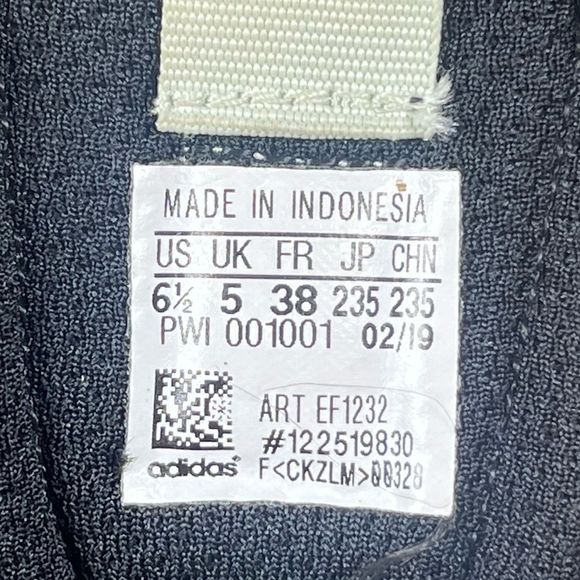 MADE IN INDONESIA
US UK FR JP CHN
6½ 5 38 235 235
PWI 001001 02/19
ART EF1232
#122519830
adidas F<CKZLM>00328